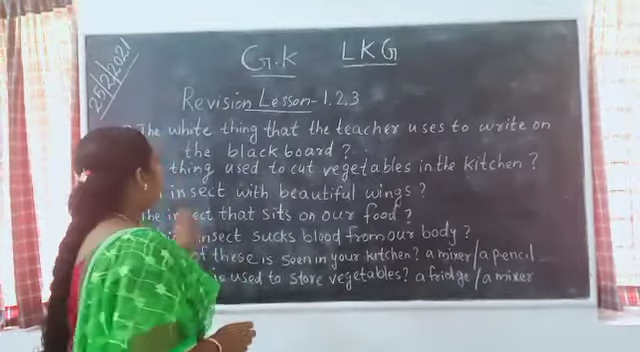 25/2/2021
G.K LKG
Revision Lesson-1,2,3
The white thing that the teacher uses to write on
the blackboard ?
thing used to cut vegetables in the kitchen ?
insect with beautiful wings ?
The insect that sits on our food ?
insect sucks blood from our body ?
of these is seen in your kitchen? a mixer/a pencil
is used to store vegetables? a fridge/a mixer